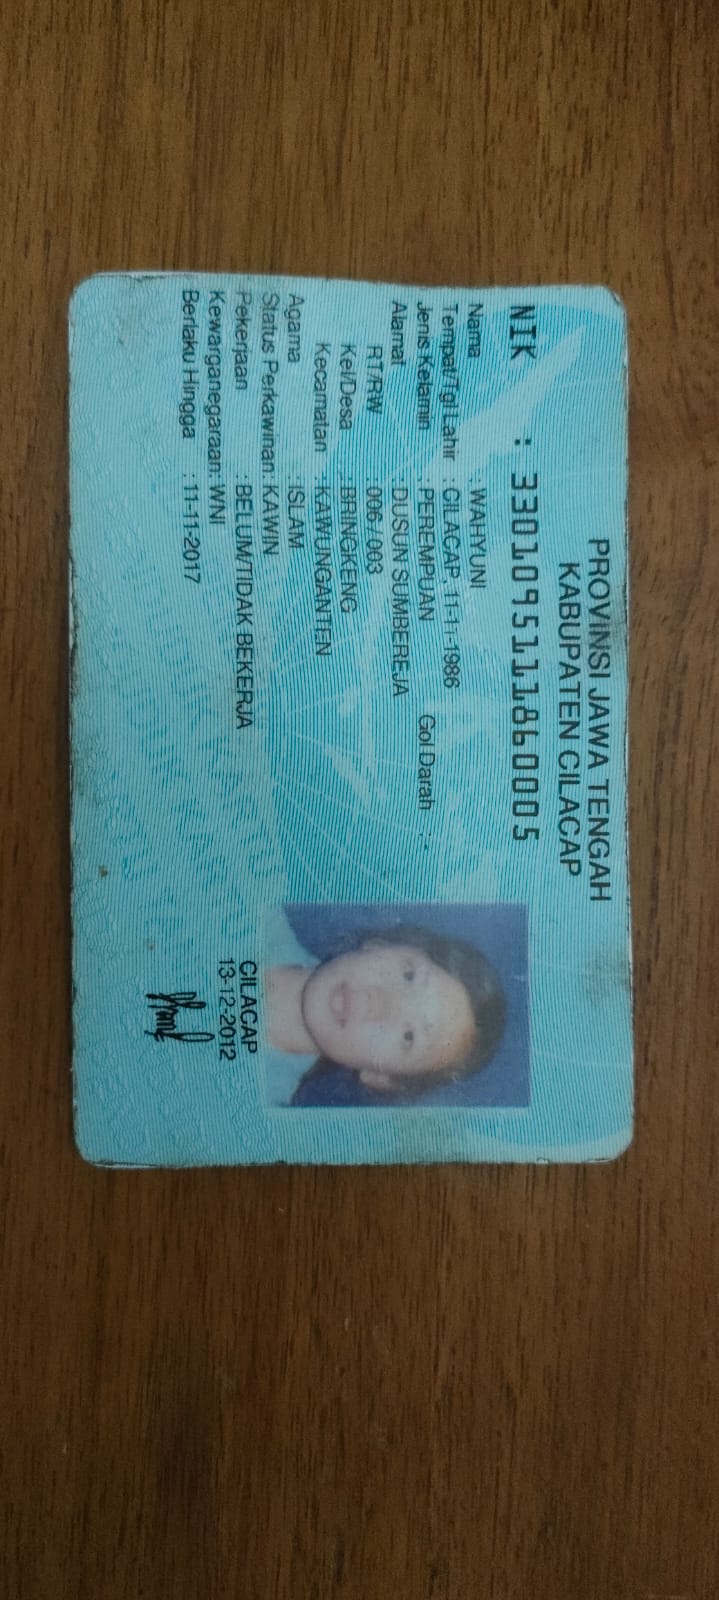 PROVINSI JAWA TENGAH
KABUPATEN CILACAP
NIK : 3301095111860005
Nama : WAHYUNI
Tempat/Tgl Lahir : CILACAP, 11-11-1986
Jenis Kelamin : PEREMPUAN Gol Darah : -
Alamat : DUSUN SUMBEREJA
RT/RW : 006 / 003
Kel/Desa : BRINGKENG
Kecamatan : KAWUNGANTEN
Agama : ISLAM
Status Perkawinan : KAWIN
Pekerjaan : BELUM/TIDAK BEKERJA
Kewarganegaraan: WNI
Berlaku Hingga : 11-11-2017
CILACAP
13-12-2012